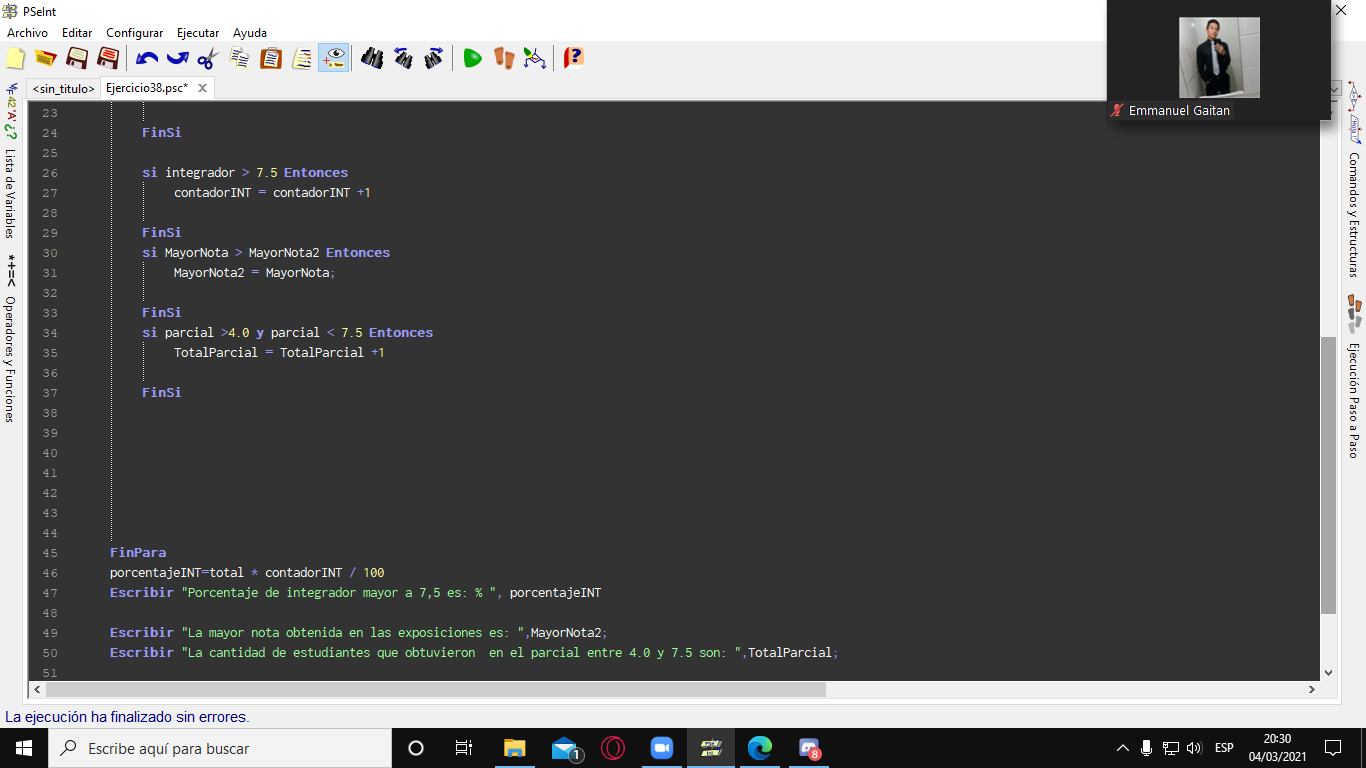 PSeInt
Archivo Editar Configurar Ejecutar Ayuda
<sin_titulo> Ejercicio38.psc*
Emmanuel Gaitan
Lista de Variables
Operadores y Funciones
Comandos y Estructuras
Ejecución Paso a Paso
23
24 FinSi
25
26 si integrador > 7.5 Entonces
27 contadorINT = contadorINT +1
28
29 FinSi
30 si MayorNota > MayorNota2 Entonces
31 MayorNota2 = MayorNota;
32
33 FinSi
34 si parcial >4.0 y parcial < 7.5 Entonces
35 TotalParcial = TotalParcial +1
36
37 FinSi
38
39
40
41
42
43
44
45 FinPara
46 porcentajeINT=total * contadorINT / 100
47 Escribir "Porcentaje de integrador mayor a 7,5 es: % ", porcentajeINT
48
49 Escribir "La mayor nota obtenida en las exposiciones es: ",MayorNota2;
50 Escribir "La cantidad de estudiantes que obtuvieron  en el parcial entre 4.0 y 7.5 son: ",TotalParcial;
51
La ejecución ha finalizado sin errores.
Escribe aquí para buscar
1
8
ESP
20:30
04/03/2021